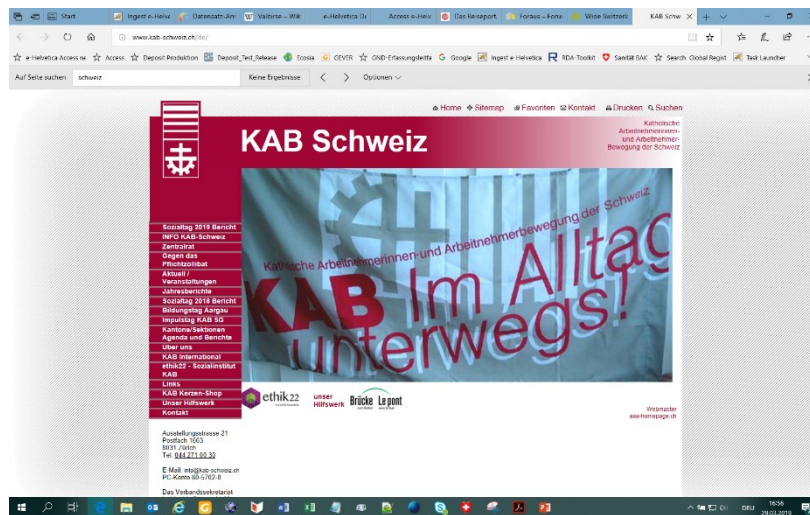 Start
Ingest e-Helve
Datensatz-An
W Valbirse – Wik
e-Helvetica De
Access e-Helv
Das Reiseport
Foraus – Foru
Wide Switzerl
KAB Schw
www.kab-schweiz.ch/de/
e-Helvetica Access ne
Access
Deposit Produktion
Deposit_Test_Release
Ecosia
GEVER
GND-Erfassungsleitfa
Google
Ingest e-Helvetica
RDA-Toolkit
Sanität BAK
Search Global Regist
Task Launcher
Auf Seite suchen
schweiz
Keine Ergebnisse
Optionen
Home
Sitemap
Favoriten
Kontakt
Drucken
Suchen
KAB Schweiz
Katholische
Arbeitnehmerinnen-
und Arbeitnehmer-
Bewegung der Schweiz
Sozialtag 2019 Bericht
INFO KAB-Schweiz
Zentralrat
Gegen das
Pflichtzölibat
Aktuell /
Veranstaltungen
Jahresberichte
Sozialtag 2018 Bericht
Bildungstag Aargau
Impulstag KAB SG
Kantone/Sektionen
Agenda und Berichte
Über uns
KAB International
ethik22 - Sozialinstitut
KAB
Links
KAB Kerzen-Shop
Unser Hilfswerk
Kontakt
Katholische Arbeitnehmerinnen- und Arbeitnehmerbewegung der Schweiz
KAB Im Alltag
unterwegs!
ethik22
unser
Hilfswerk
Brücke Le pont
Webmaster
Ausstellungsstrasse 21
Postfach 1663
8031 Zürich
Tel. 044 271 00 30
E-Mail info@kab-schweiz.ch
PC-Konto 80-5702-8
Das Verbandssekretariat
DEU
16:56
29.03.2019